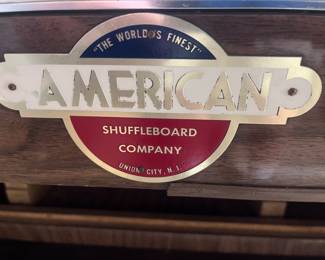 "THE WORLD'S FINEST"
AMERICAN
SHUFFLEBOARD
COMPANY
UNION CITY, N.J.